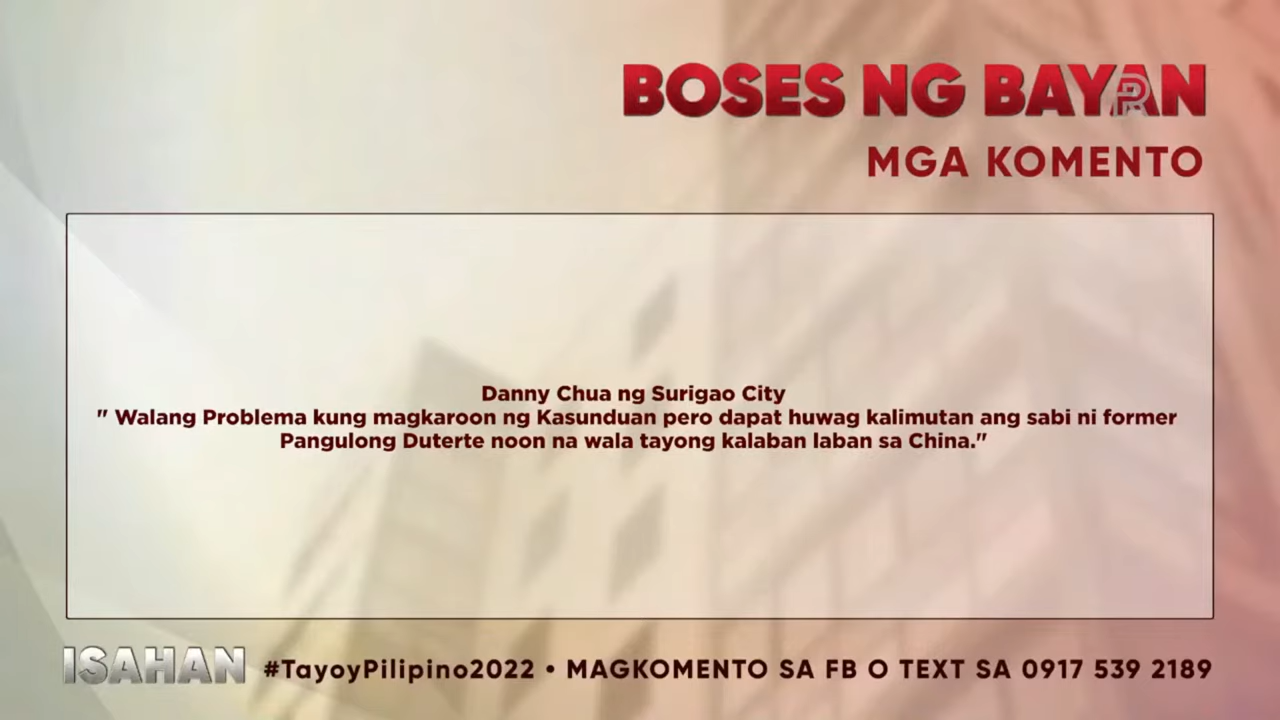 BOSES NG BAYAN
MGA KOMENTO
Danny Chua ng Surigao City
" Walang Problema kung magkaroon ng Kasunduan pero dapat huwag kalimutan ang sabi ni former
Pangulong Duterte noon na wala tayong kalaban laban sa China."
ISAHAN #TayoyPilipino2022 • MAGKOMENTO SA FB O TEXT SA 0917 539 2189